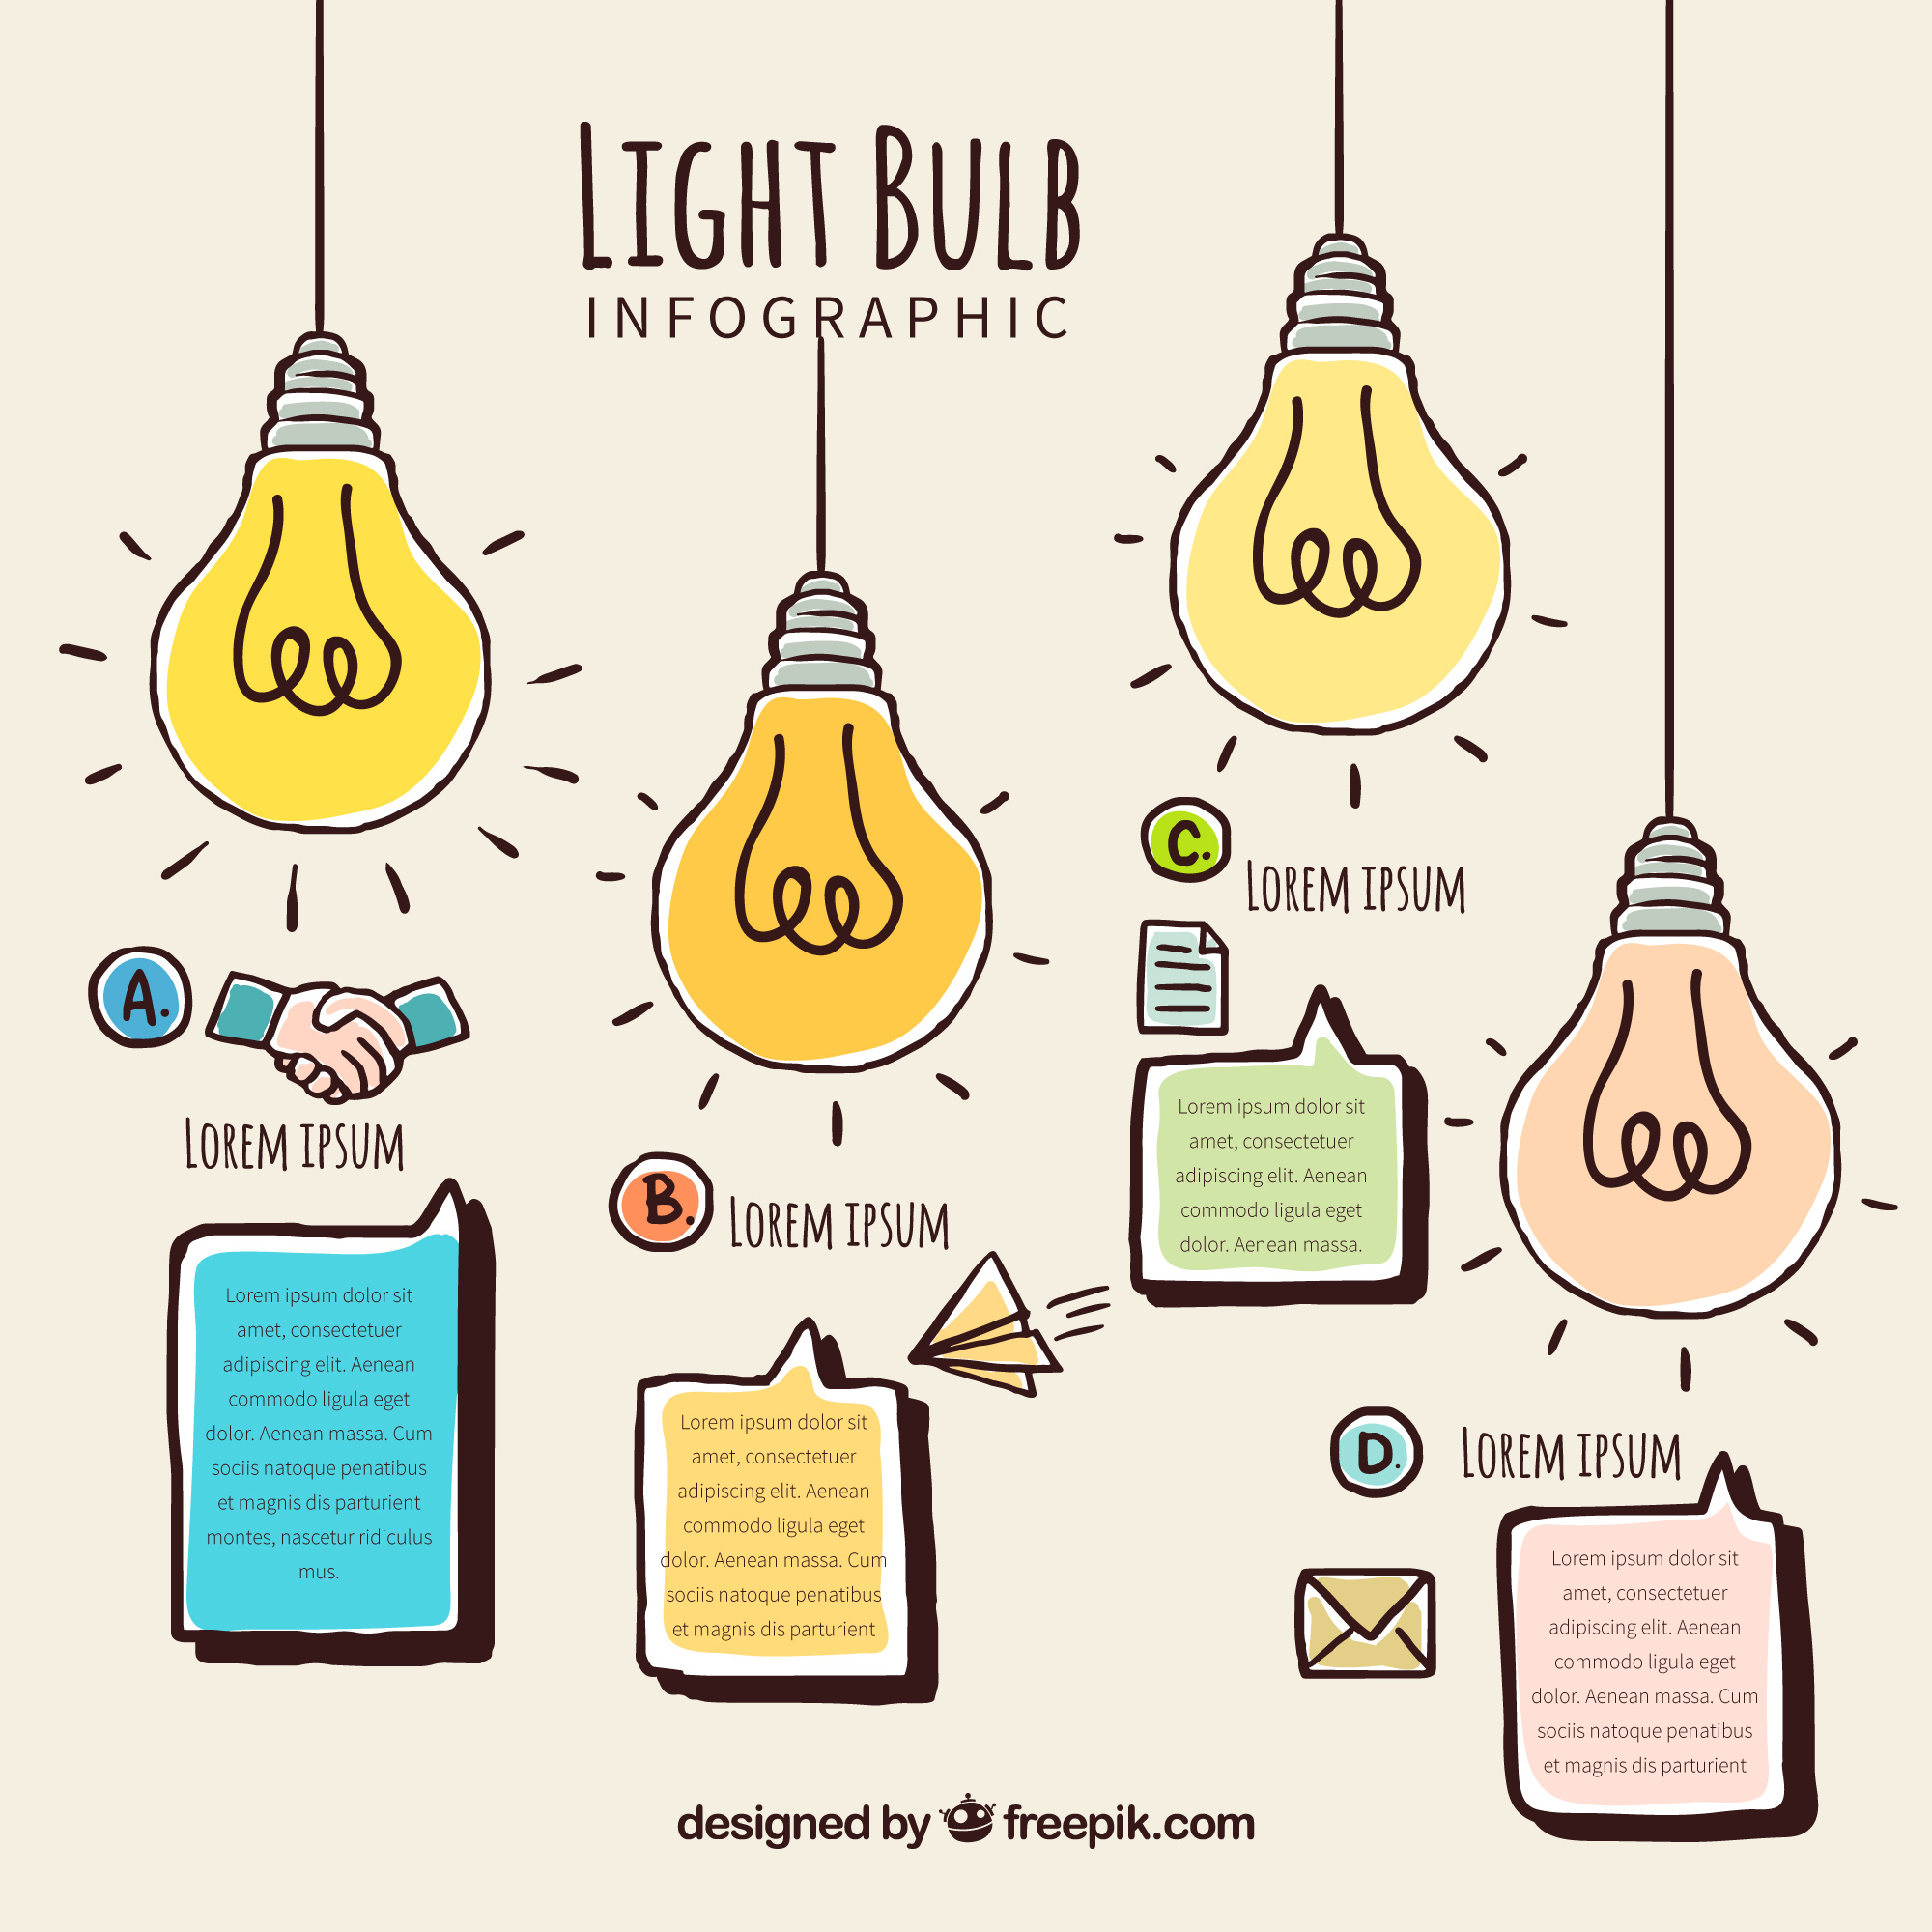 LIGHT BULB
INFOGRAPHIC
A.
LOREM IPSUM
Lorem ipsum dolor sit
amet, consectetuer
adipiscing elit. Aenean
commodo ligula eget
dolor. Aenean massa. Cum
sociis natoque penatibus
et magnis dis parturient
montes, nascetur ridiculus
mus.
B.
LOREM IPSUM
Lorem ipsum dolor sit
amet, consectetuer
adipiscing elit. Aenean
commodo ligula eget
dolor. Aenean massa. Cum
sociis natoque penatibus
et magnis dis parturient
C.
LOREM IPSUM
Lorem ipsum dolor sit
amet, consectetuer
adipiscing elit. Aenean
commodo ligula eget
dolor. Aenean massa.
D.
LOREM IPSUM
Lorem ipsum dolor sit
amet, consectetuer
adipiscing elit. Aenean
commodo ligula eget
dolor. Aenean massa. Cum
sociis natoque penatibus
et magnis dis parturient
designed by freepik.com